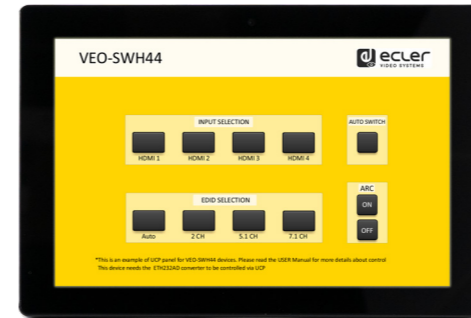 VEO-SWH44
ecler
VIDEO SYSTEMS
INPUT SELECTION
HDMI 1 HDMI 2 HDMI 3 HDMI 4
AUTO SWITCH
EDID SELECTION
Auto 2 CH 5.1 CH 7.1 CH
ARC
ON
OFF
*This is an example of UCP panel for VEO-SWH44 devices. Please read the USER Manual for more details about control
This device needs the ETH232AD converter to be controlled via UCP